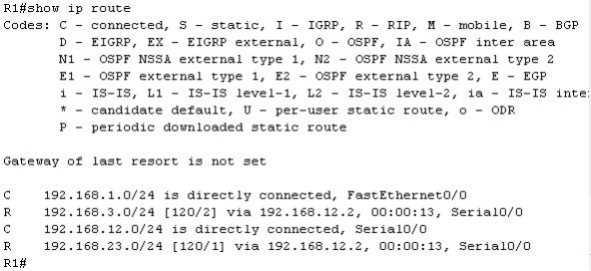 R1#show ip route
Codes: C - connected, S - static, I - IGRP, R - RIP, M - mobile, B - BGP
D - EIGRP, EX - EIGRP external, O - OSPF, IA - OSPF inter area
N1 - OSPF NSSA external type 1, N2 - OSPF NSSA external type 2
E1 - OSPF external type 1, E2 - OSPF external type 2, E - EGP
i - IS-IS, L1 - IS-IS level-1, L2 - IS-IS level-2, ia - IS-IS inte
* - candidate default, U - per-user static route, o - ODR
P - periodic downloaded static route
Gateway of last resort is not set
C 192.168.1.0/24 is directly connected, FastEthernet0/0
R 192.168.3.0/24 [120/2] via 192.168.12.2, 00:00:13, Serial0/0
C 192.168.12.0/24 is directly connected, Serial0/0
R 192.168.23.0/24 [120/1] via 192.168.12.2, 00:00:13, Serial0/0
R1#